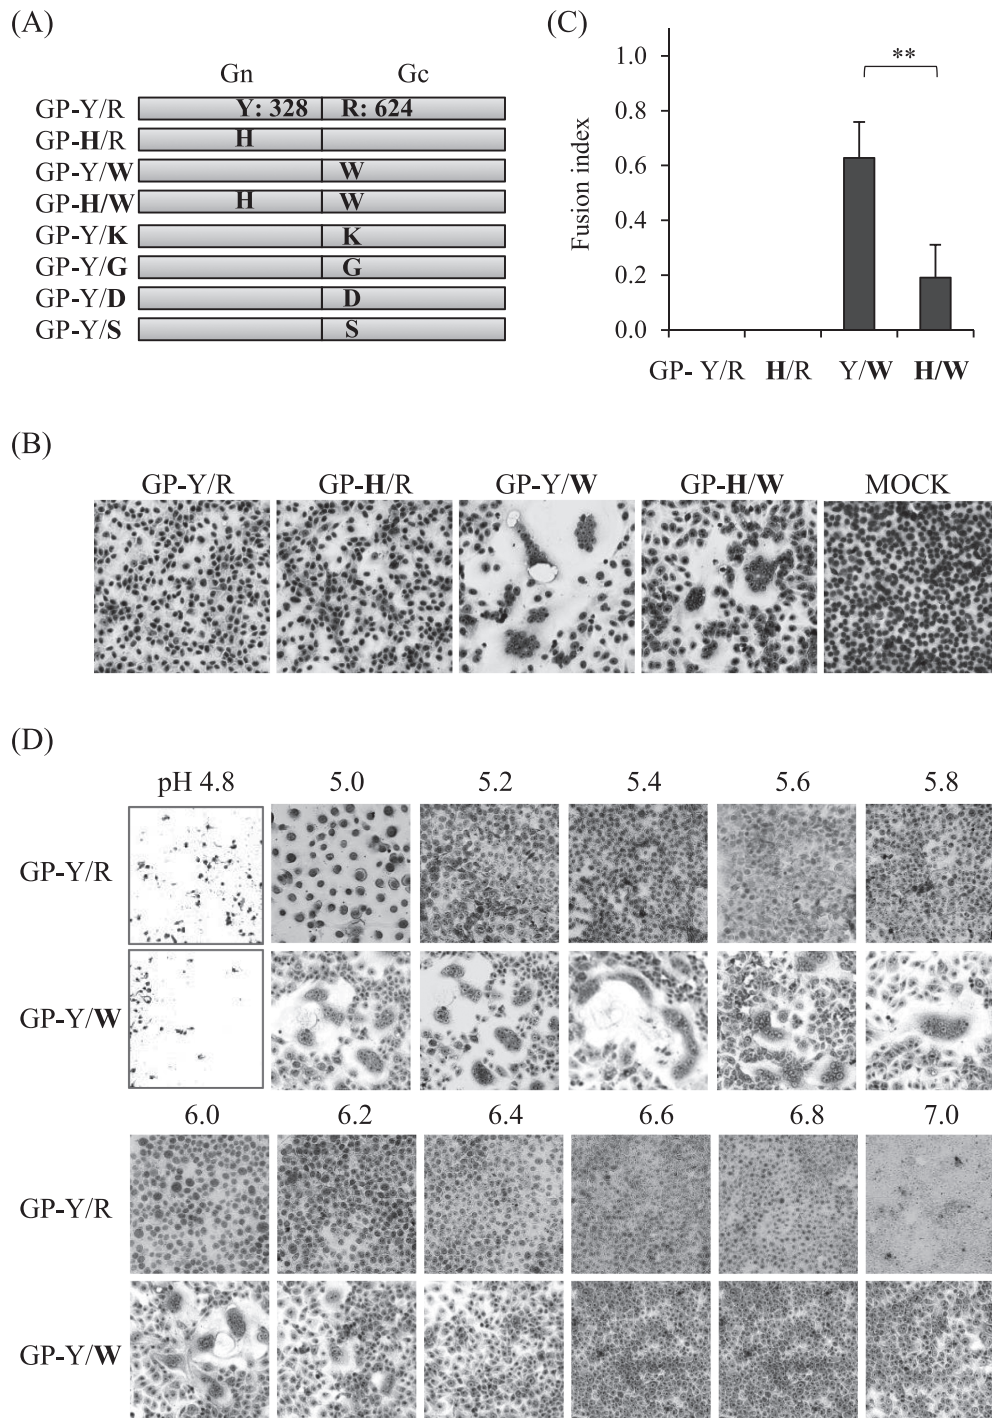 (A)
Gn Gc
GP-Y/R Y: 328 R: 624
GP-H/R H
GP-Y/W W
GP-H/W H W
GP-Y/K K
GP-Y/G G
GP-Y/D D
GP-Y/S S
(C)
**
1.0
0.8
0.6
0.4
0.2
0.0
Fusion index
GP- Y/R H/R Y/W H/W
(B)
GP-Y/R GP-H/R GP-Y/W GP-H/W MOCK
(D)
pH 4.8 5.0 5.2 5.4 5.6 5.8
GP-Y/R
GP-Y/W
6.0 6.2 6.4 6.6 6.8 7.0
GP-Y/R
GP-Y/W